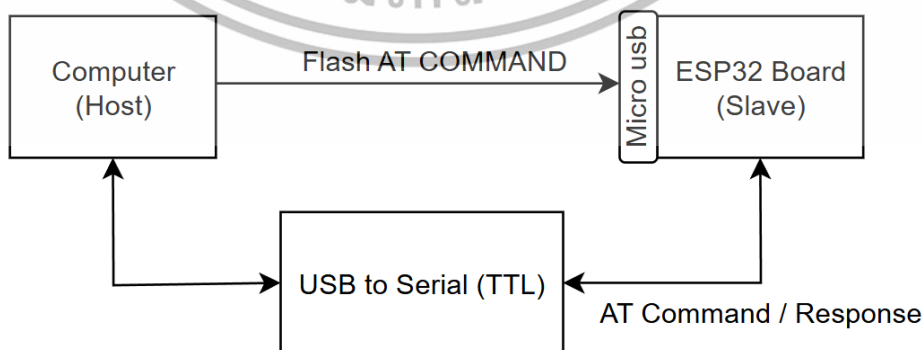 Computer
(Host)
Flash AT COMMAND
Micro usb
ESP32 Board
(Slave)
USB to Serial (TTL)
AT Command / Response